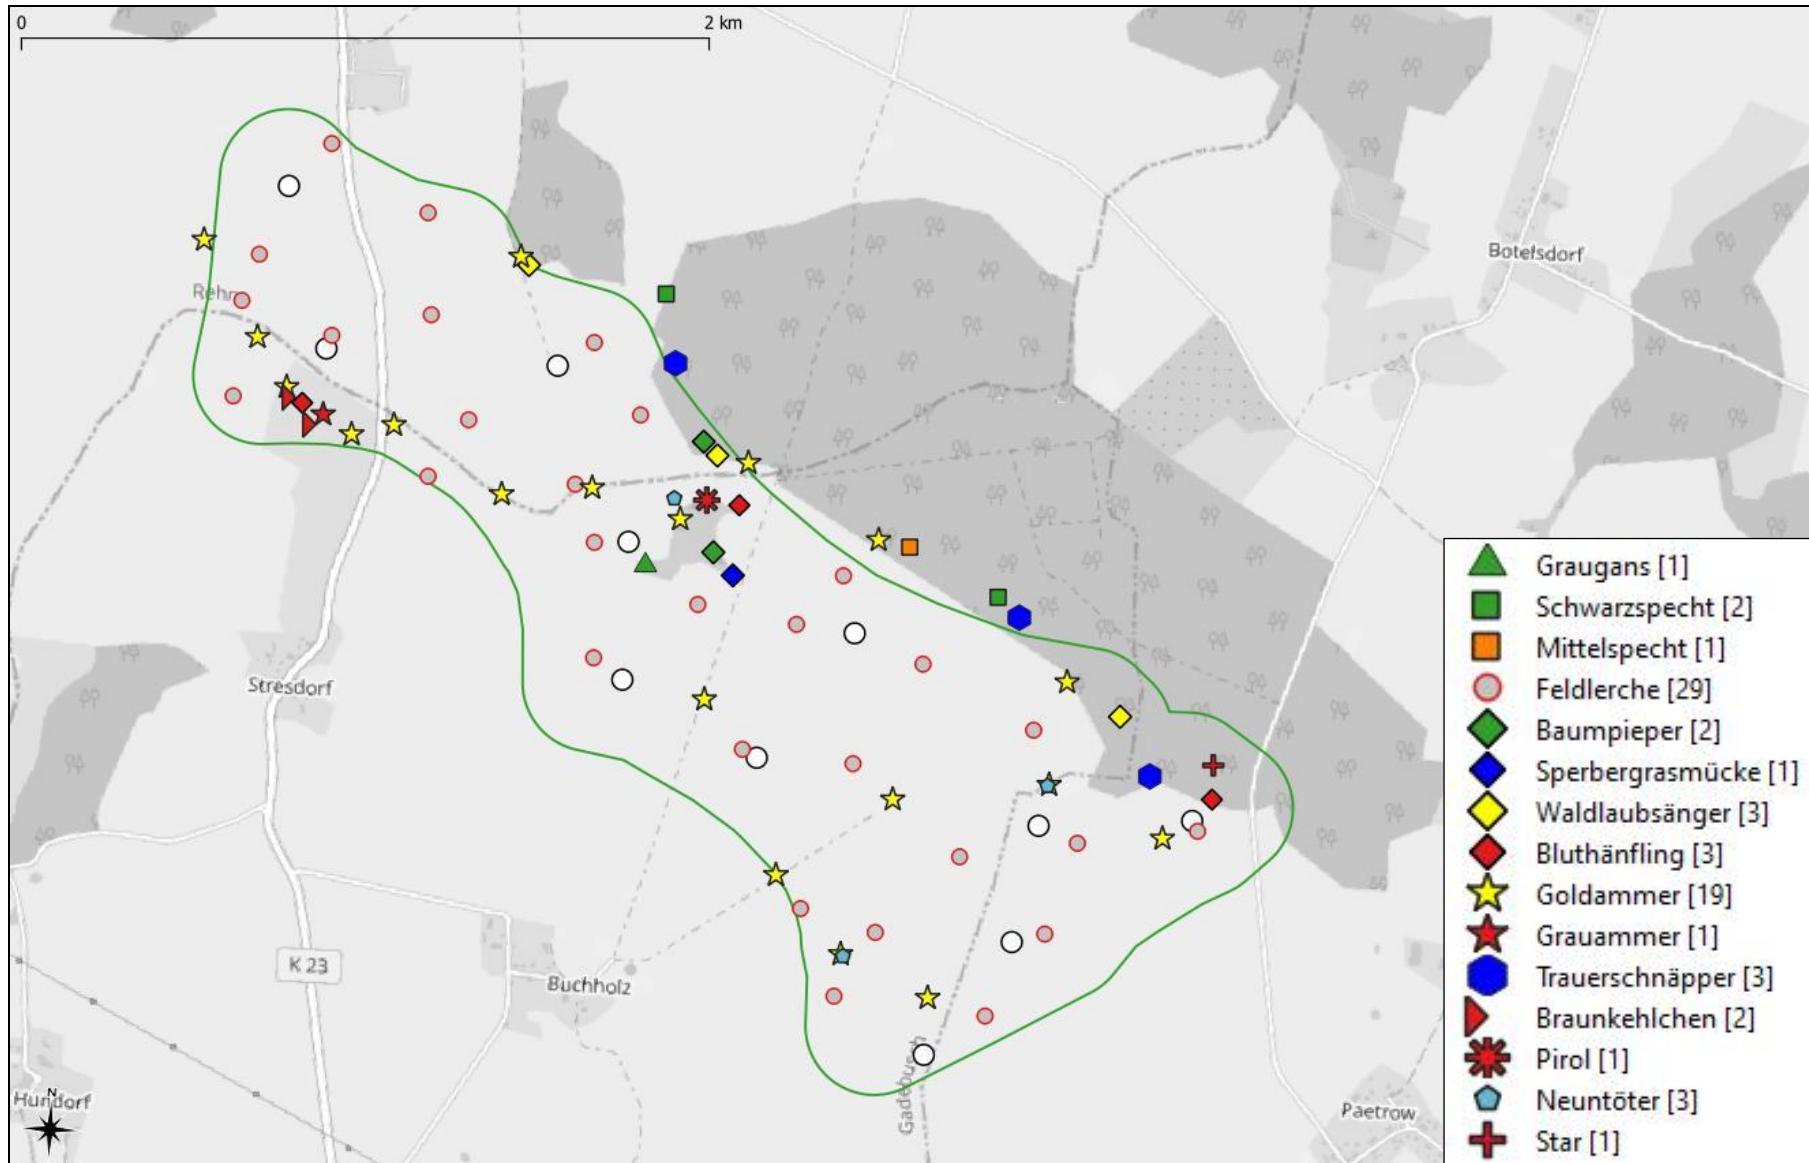 0
2 km
Botelsdorf
Rehn
Stresdorf
K 23
Buchholz
Gadebusch
Hundorf
N
Paetrow
Graugans [1]
Schwarzspecht [2]
Mittelspecht [1]
Feldlerche [29]
Baumpieper [2]
Sperbergrasmücke [1]
Waldlaubsänger [3]
Bluthänfling [3]
Goldammer [19]
Grauammer [1]
Trauerschnäpper [3]
Braunkehlchen [2]
Pirol [1]
Neuntöter [3]
Star [1]